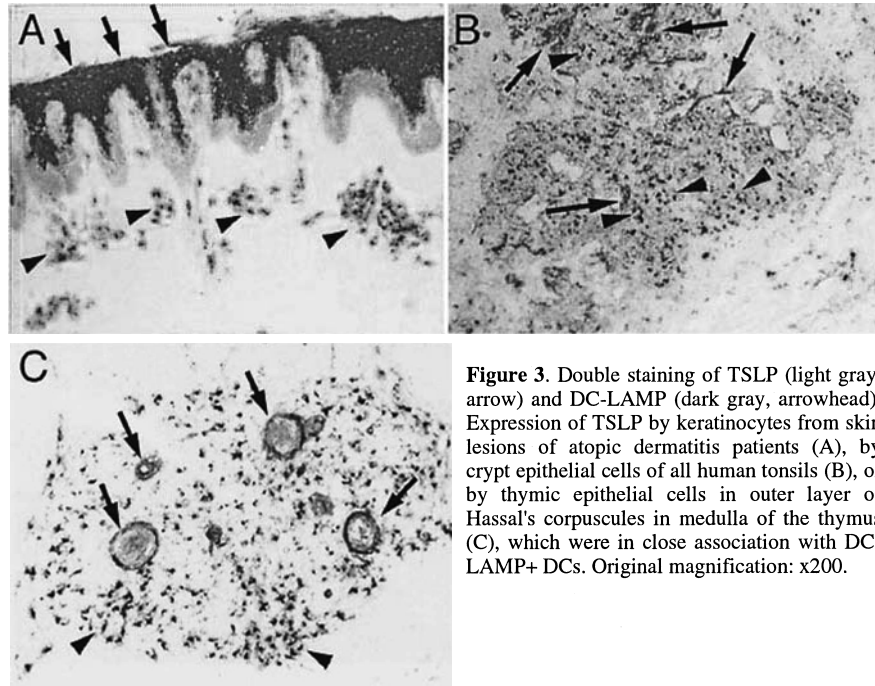 A
B
C
Figure 3. Double staining of TSLP (light gray
arrow) and DC-LAMP (dark gray, arrowhead)
Expression of TSLP by keratinocytes from skin
lesions of atopic dermatitis patients (A), by
crypt epithelial cells of all human tonsils (B), o
by thymic epithelial cells in outer layer o
Hassal's corpuscules in medulla of the thymus
(C), which were in close association with DC
LAMP+ DCs. Original magnification: x200.